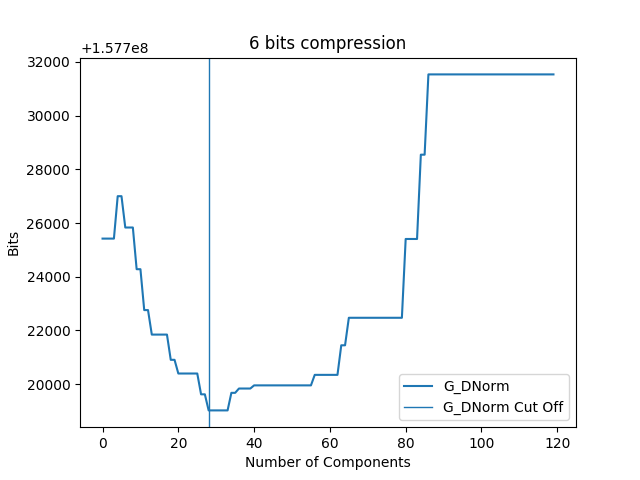 6 bits compression
+1.577e8
32000
30000
28000
26000
24000
22000
20000
Bits
0 20 40 60 80 100 120
Number of Components
G_DNorm
G_DNorm Cut Off